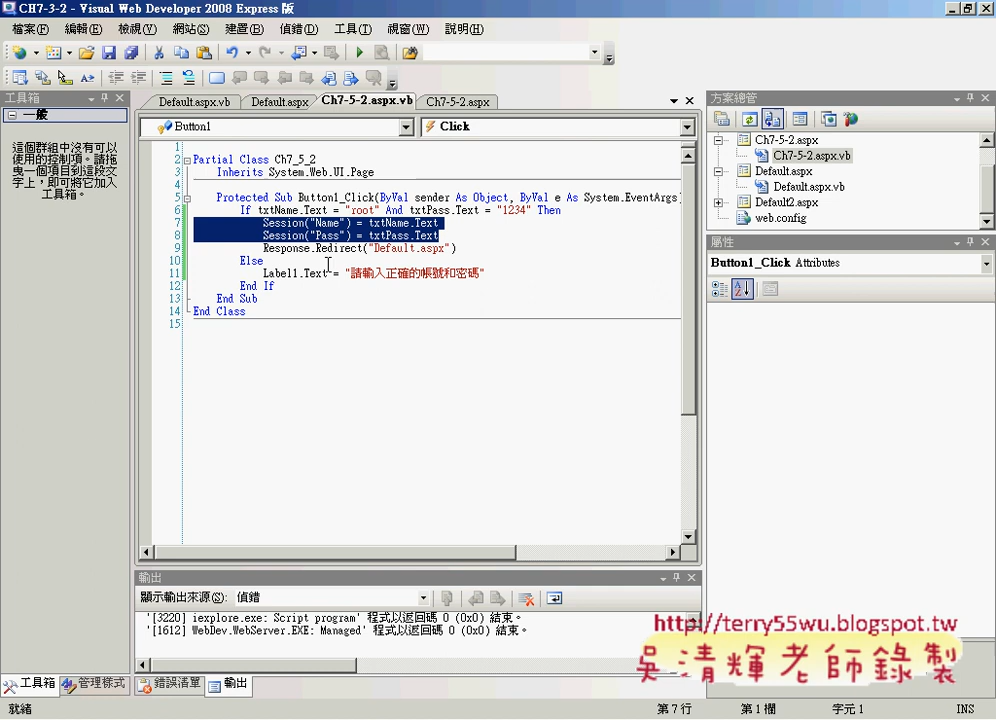 CH7-3-2 - Visual Web Developer 2008 Express 版
檔案(F) 編輯(E) 檢視(V) 網站(S) 建置(B) 偵錯(D) 工具(T) 視窗(W) 說明(H)
工具箱
一般
這個群組中沒有可以
使用的控制項。請拖
曳一個項目到這段文
字上，即可將它加入
工具箱。
Default.aspx.vb Default.aspx Ch7-5-2.aspx.vb Ch7-5-2.aspx
Button1 Click
1
2 Partial Class Ch7_5_2
3 Inherits System.Web.UI.Page
4
5 Protected Sub Button1_Click(ByVal sender As Object, ByVal e As System.EventArgs)
6 If txtName.Text = "root" And txtPass.Text = "1234" Then
7 Session("Name") = txtName.Text
8 Session("Pass") = txtPass.Text
9 Response.Redirect("Default.aspx")
10 Else
11 Label1.Text = "請輸入正確的帳號和密碼"
12 End If
13 End Sub
14 End Class
15
方案總管
Ch7-5-2.aspx
Ch7-5-2.aspx.vb
Default.aspx
Default.aspx.vb
Default2.aspx
web.config
屬性
Button1_Click Attributes
輸出
顯示輸出來源(S): 偵錯
'[3220] iexplore.exe: Script program' 程式以返回碼 0 (0x0) 結束。
'[1612] WebDev.WebServer.EXE: Managed' 程式以返回碼 0 (0x0) 結束。
http://terry55wu.blogspot.tw
吳清輝老師錄製
工具箱 管理樣式 錯誤清單 輸出
就緒 第 7 行 第 1 欄 字元 1 INS